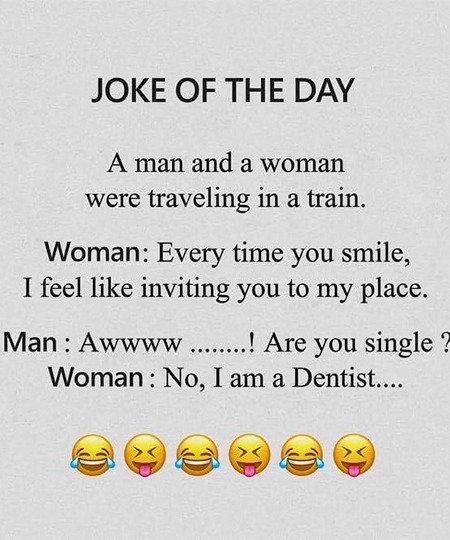 JOKE OF THE DAY
A man and a woman
were traveling in a train.
Woman: Every time you smile,
I feel like inviting you to my place.
Man : Awwww ........! Are you single ?
Woman : No, I am a Dentist....
😂😝😂😝😂😝